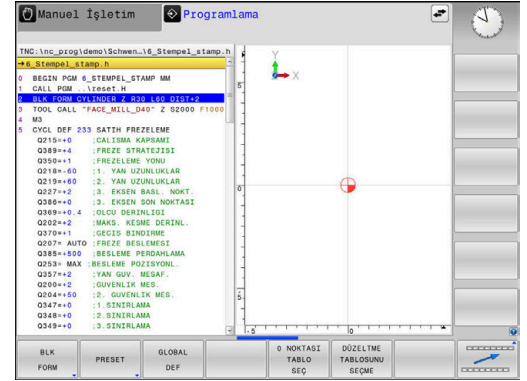 Manuel İşletim
Programlama
TNC:\nc_prog\demo\Schwen…\6_Stempel_stamp.h
→6_Stempel_stamp.h
0 BEGIN PGM 6_STEMPEL_STAMP MM
1 CALL PGM ..\reset.H
2 BLK FORM CYLINDER Z R30 L60 DIST+2
3 TOOL CALL "FACE_MILL_D40" Z S2000 F1000
4 M3
5 CYCL DEF 233 SATIH FREZELEME
Q215=+0 ;CALISMA KAPSAMI
Q389=+4 ;FREZE STRATEJISI
Q350=+1 ;FREZELEME YONU
Q218=-60 ;1. YAN UZUNLUKLAR
Q219=+60 ;2. YAN UZUNLUKLAR
Q227=+2 ;3. EKSEN BASL. NOKT.
Q386=+0 ;3. EKSEN SON NOKTASI
Q369=+0.4 ;OLCU DERINLIGI
Q202=+2 ;MAKS. KESME DERINL.
Q370=+1 ;GECIS BINDIRME
Q207= AUTO ;FREZE BESLEMESI
Q385=+500 ;BESLEME PERDAHLAMA
Q253= MAX ;BESLEME POZISYONL.
Q357=+2 ;YAN GUV. MESAF.
Q200=+2 ;GUVENLIK MES.
Q204=+50 ;2. GUVENLIK MES.
Q347=+0 ;1.SINIRLAMA
Q348=+0 ;2.SINIRLAMA
Q349=+0 ;3.SINIRLAMA
Y
X
5
0
5
-5
0
BLK FORM
PRESET
GLOBAL DEF
0 NOKTASI TABLO SEÇ
DÜZELTME TABLOSUNU SEÇME